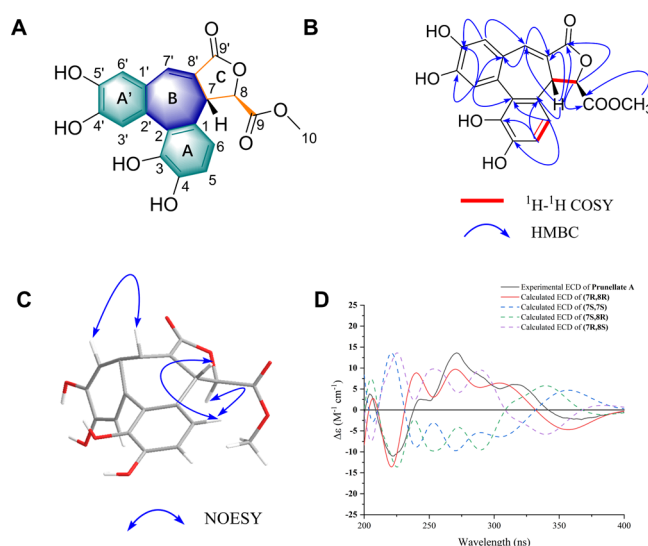 A
B
O
9'
O
6'
7'
8'
1'
5'
HO
C
7
8
A'
B
O
4'
HO
2'
H
9
3'
2
1
O
10
HO
3
A
6
4
5
HO
O
HO
O
HO
H
COOCH₃
HO
HO
¹H-¹H COSY
HMBC
C
NOESY
D
Experimental ECD of Prunellate A
Calculated ECD of (7R,8R)
Calculated ECD of (7S,7S)
Calculated ECD of (7S,8R)
Calculated ECD of (7R,8S)
25
20
15
10
5
0
-5
-10
-15
-20
-25
Δε (M⁻¹ cm⁻¹)
200 250 300 350 400
Wavelength (ns)